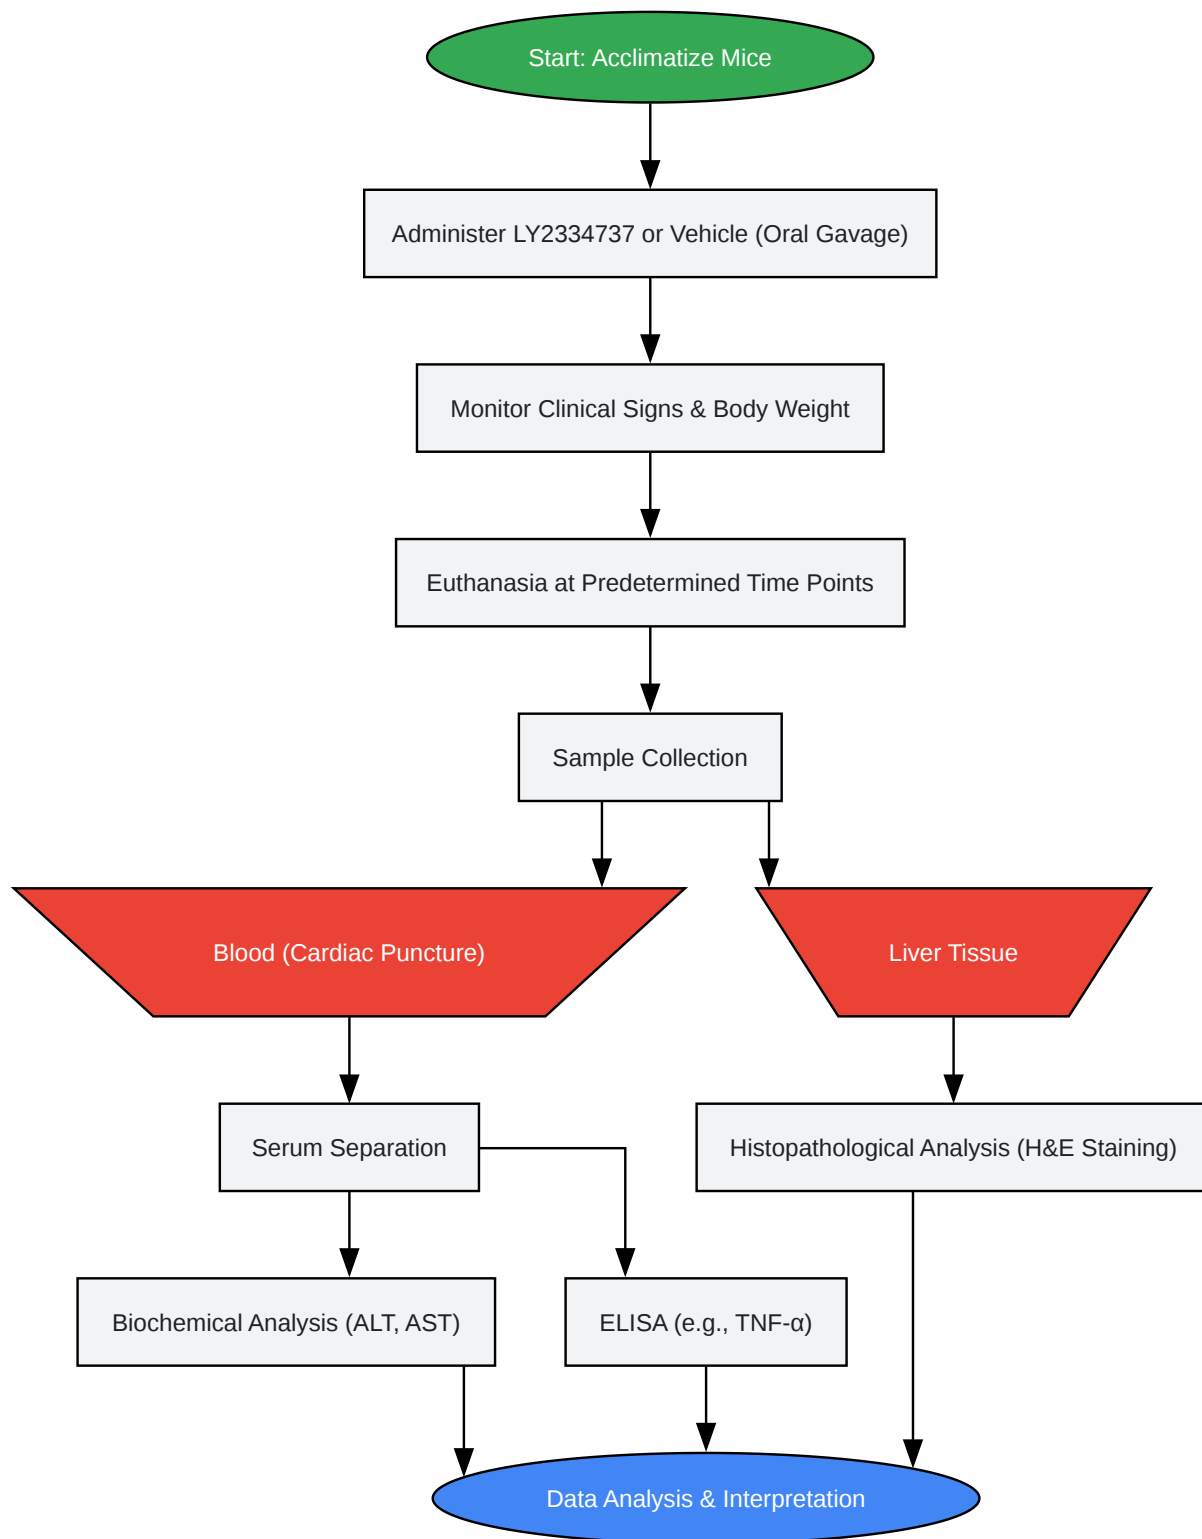 Start: Acclimatize Mice
Administer LY2334737 or Vehicle (Oral Gavage)
Monitor Clinical Signs & Body Weight
Euthanasia at Predetermined Time Points
Sample Collection
Blood (Cardiac Puncture)
Liver Tissue
Serum Separation
Histopathological Analysis (H&E Staining)
Biochemical Analysis (ALT, AST)
ELISA (e.g., TNF-α)
Data Analysis & Interpretation